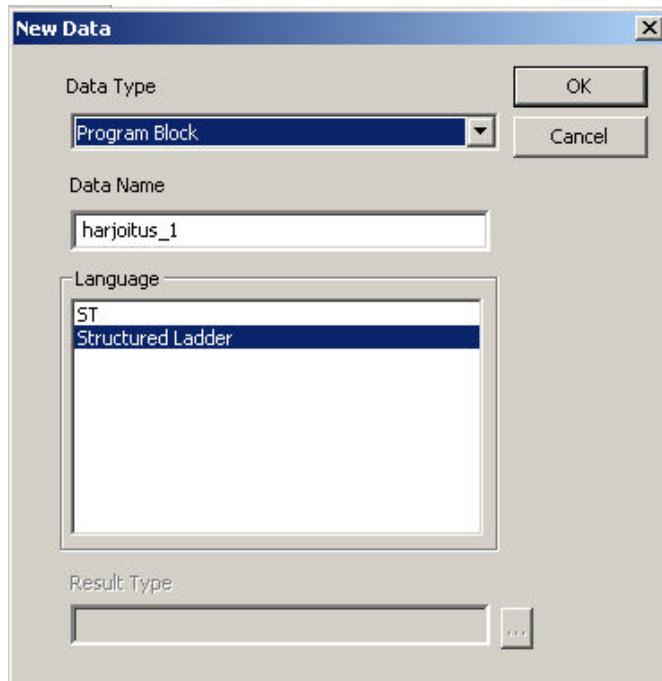 New Data
Data Type
OK
Program Block
Cancel
Data Name
harjoitus_1
Language
ST
Structured Ladder
Result Type
...